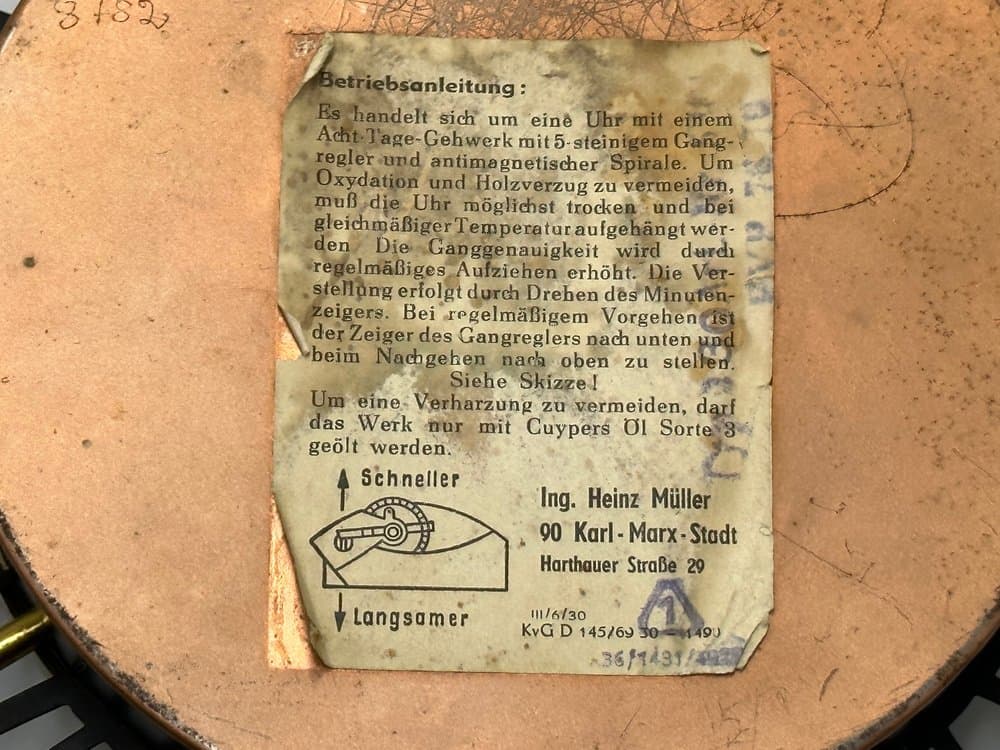 3782
Betriebsanleitung:
Es handelt sich um eine Uhr mit einem
Acht-Tage-Gehwerk mit 5-steinigem Gang-
regler und antimagnetischer Spirale. Um
Oxydation und Holzverzug zu vermeiden,
muß die Uhr möglichst trocken und bei
gleichmäßiger Temperatur aufgehängt wer-
den Die Ganggenauigkeit wird durch
regelmäßiges Aufziehen erhöht. Die Ver-
stellung erfolgt durch Drehen des Minuten-
zeigers. Bei regelmäßigem Vorgehen ist
der Zeiger des Gangreglers nach unten und
beim Nachgehen nach oben zu stellen.
Siehe Skizze!
Um eine Verharzung zu vermeiden, darf
das Werk nur mit Cuypers Öl Sorte 3
geölt werden.
Schneller
Langsamer
Ing. Heinz Müller
90 Karl-Marx-Stadt
Harthauer Straße 29
1
III/6/30
KvG D 145/69 30 - 1490